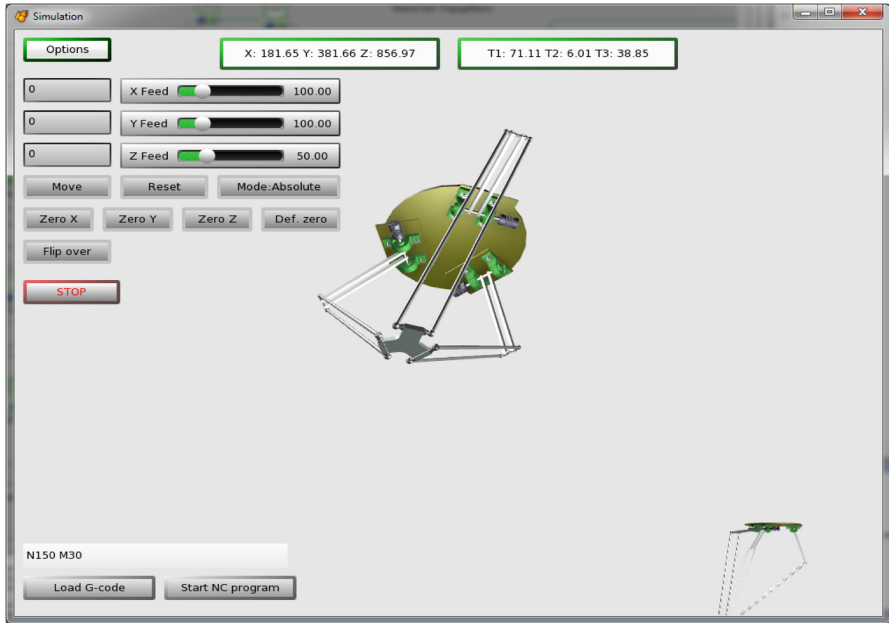 Simulation
Options
X: 181.65 Y: 381.66 Z: 856.97
T1: 71.11 T2: 6.01 T3: 38.85
0
X Feed 100.00
0
Y Feed 100.00
0
Z Feed 50.00
Move Reset Mode:Absolute
Zero X Zero Y Zero Z Def. zero
Flip over
STOP
N150 M30
Load G-code Start NC program